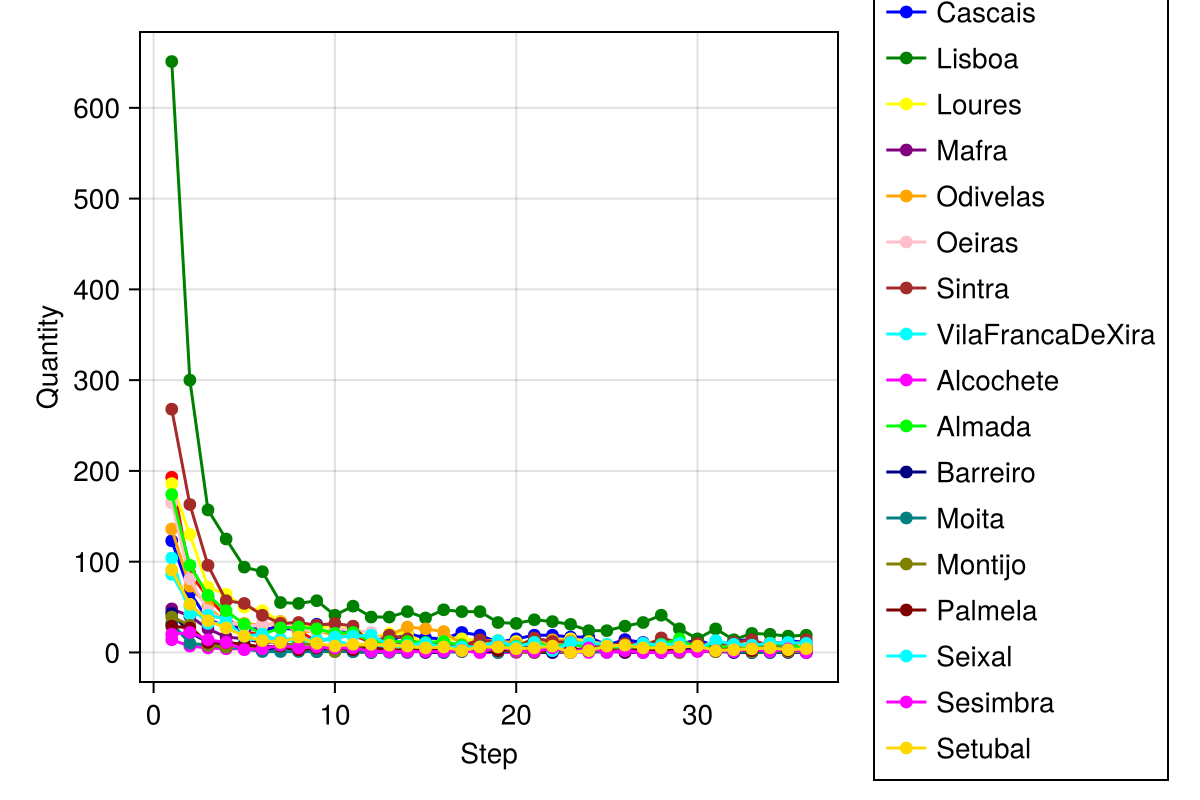 600
500
400
300
200
100
0
Quantity
0 10 20 30
Step
Cascais
Lisboa
Loures
Mafra
Odivelas
Oeiras
Sintra
VilaFrancaDeXira
Alcochete
Almada
Barreiro
Moita
Montijo
Palmela
Seixal
Sesimbra
Setubal